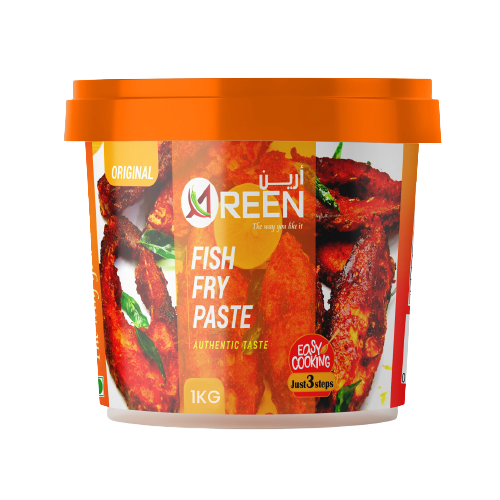 ORIGINAL
أرين
AREEN
The way you like it
FISH
FRY
PASTE
AUTHENTIC TASTE
EASY
COOKING
Just 3 steps
1KG